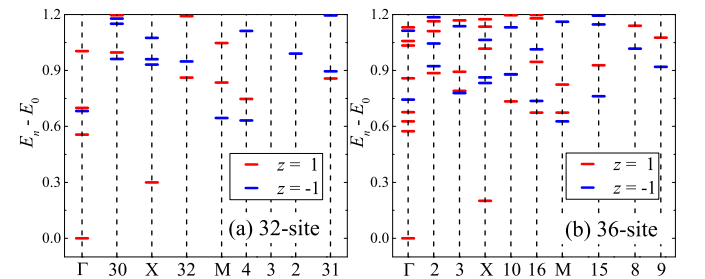 1.2
0.9
0.6
0.3
0.0
E_n - E_0
z = 1
z = -1
(a) 32-site
Γ 30 X 32 M 4 3 2 31
1.2
0.9
0.6
0.3
0.0
E_n - E_0
z = 1
z = -1
(b) 36-site
Γ 2 3 X 10 16 M 15 8 9